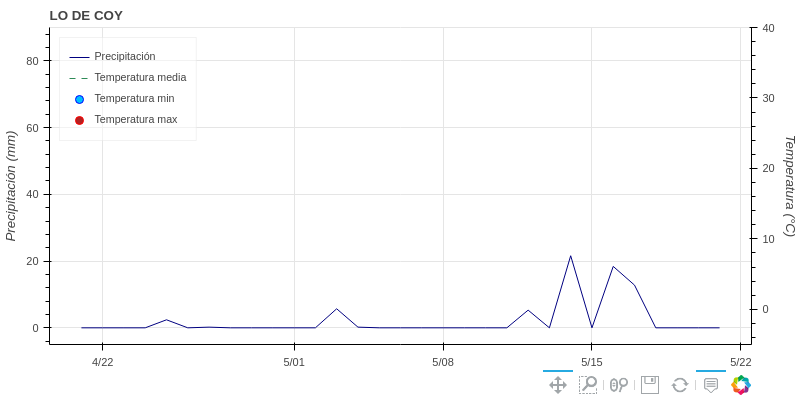 LO DE COY
Precipitación
Temperatura media
Temperatura min
Temperatura max
Precipitación (mm)
80
60
40
20
0
Temperatura (°C)
40
30
20
10
0
4/22
5/01
5/08
5/15
5/22